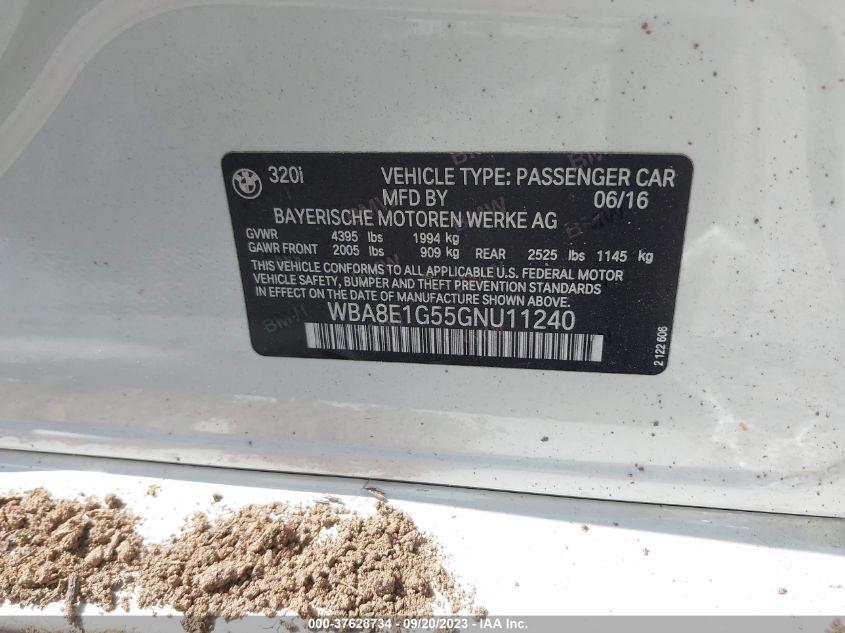 320i VEHICLE TYPE: PASSENGER CAR
MFD BY 06/16
BAYERISCHE MOTOREN WERKE AG
GVWR 4395 lbs 1994 kg
GAWR FRONT 2005 lbs 909 kg REAR 2525 lbs 1145 kg
THIS VEHICLE CONFORMS TO ALL APPLICABLE U.S. FEDERAL MOTOR
VEHICLE SAFETY, BUMPER AND THEFT PREVENTION STANDARDS
IN EFFECT ON THE DATE OF MANUFACTURE SHOWN ABOVE.
WBA8E1G55GNU11240
2 122 606
000-37628734 - 09/20/2023 - IAA Inc.